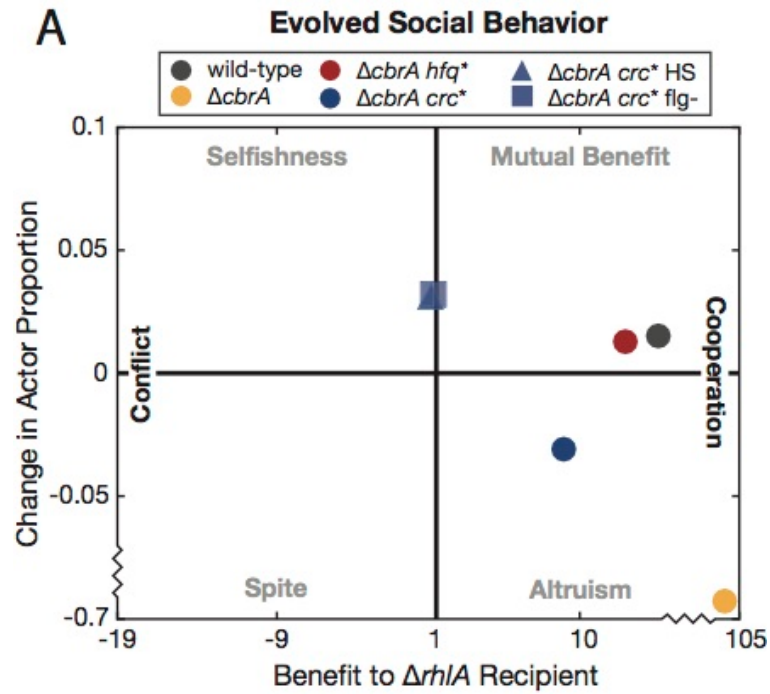 A
Evolved Social Behavior
wild-type
ΔcbrA hfq*
ΔcbrA crc* HS
ΔcbrA
ΔcbrA crc*
ΔcbrA crc* flg-
0.1
0.05
0
-0.05
-0.7
Change in Actor Proportion
Selfishness
Mutual Benefit
Conflict
Cooperation
Spite
Altruism
-19
-9
1
10
105
Benefit to ΔrhlA Recipient